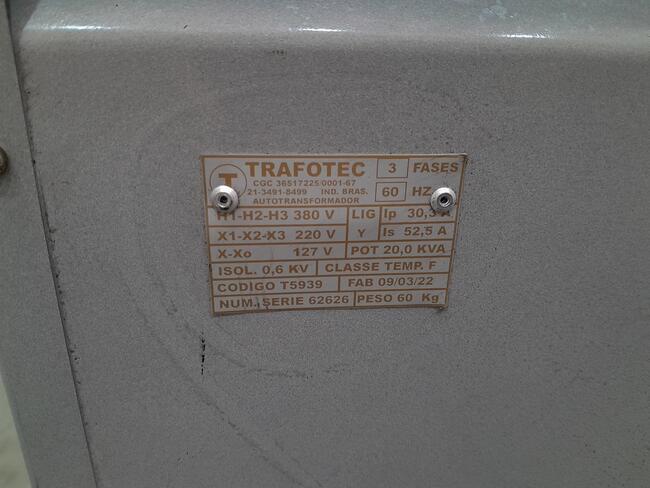 T TRAFOTEC 3 FASES
CGC 36517225/0001-67
21-3491-8499 IND. BRAS. 60 HZ
AUTOTRANSFORMADOR
H1-H2-H3 380 V LIG Ip 30,3 A
X1-X2-X3 220 V Y Is 52,5 A
X-Xo 127 V POT 20,0 KVA
ISOL. 0,6 KV CLASSE TEMP. F
CODIGO T5939 FAB 09/03/22
NUM. SERIE 62626 PESO 60 Kg